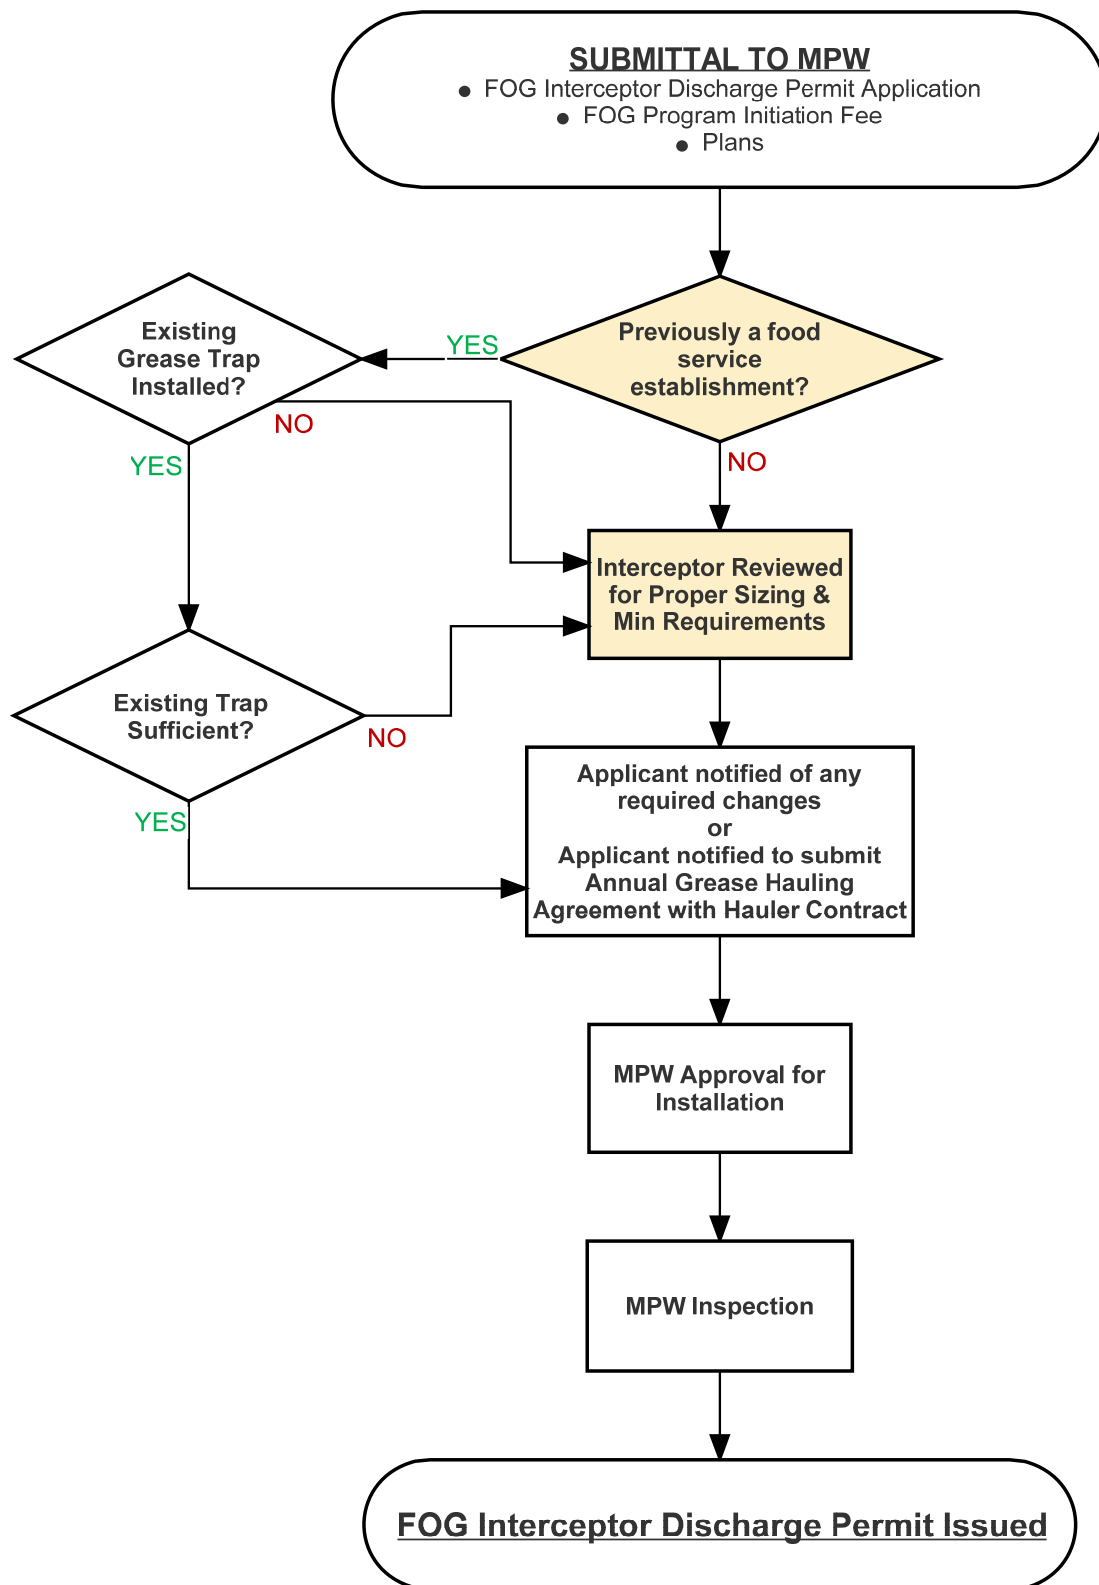 SUBMITTAL TO MPW
● FOG Interceptor Discharge Permit Application
● FOG Program Initiation Fee
● Plans
Previously a food
service
establishment?
YES
NO
Existing
Grease Trap
Installed?
NO
YES
Interceptor Reviewed
for Proper Sizing &
Min Requirements
Existing Trap
Sufficient?
NO
YES
Applicant notified of any
required changes
or
Applicant notified to submit
Annual Grease Hauling
Agreement with Hauler Contract
MPW Approval for
Installation
MPW Inspection
FOG Interceptor Discharge Permit Issued